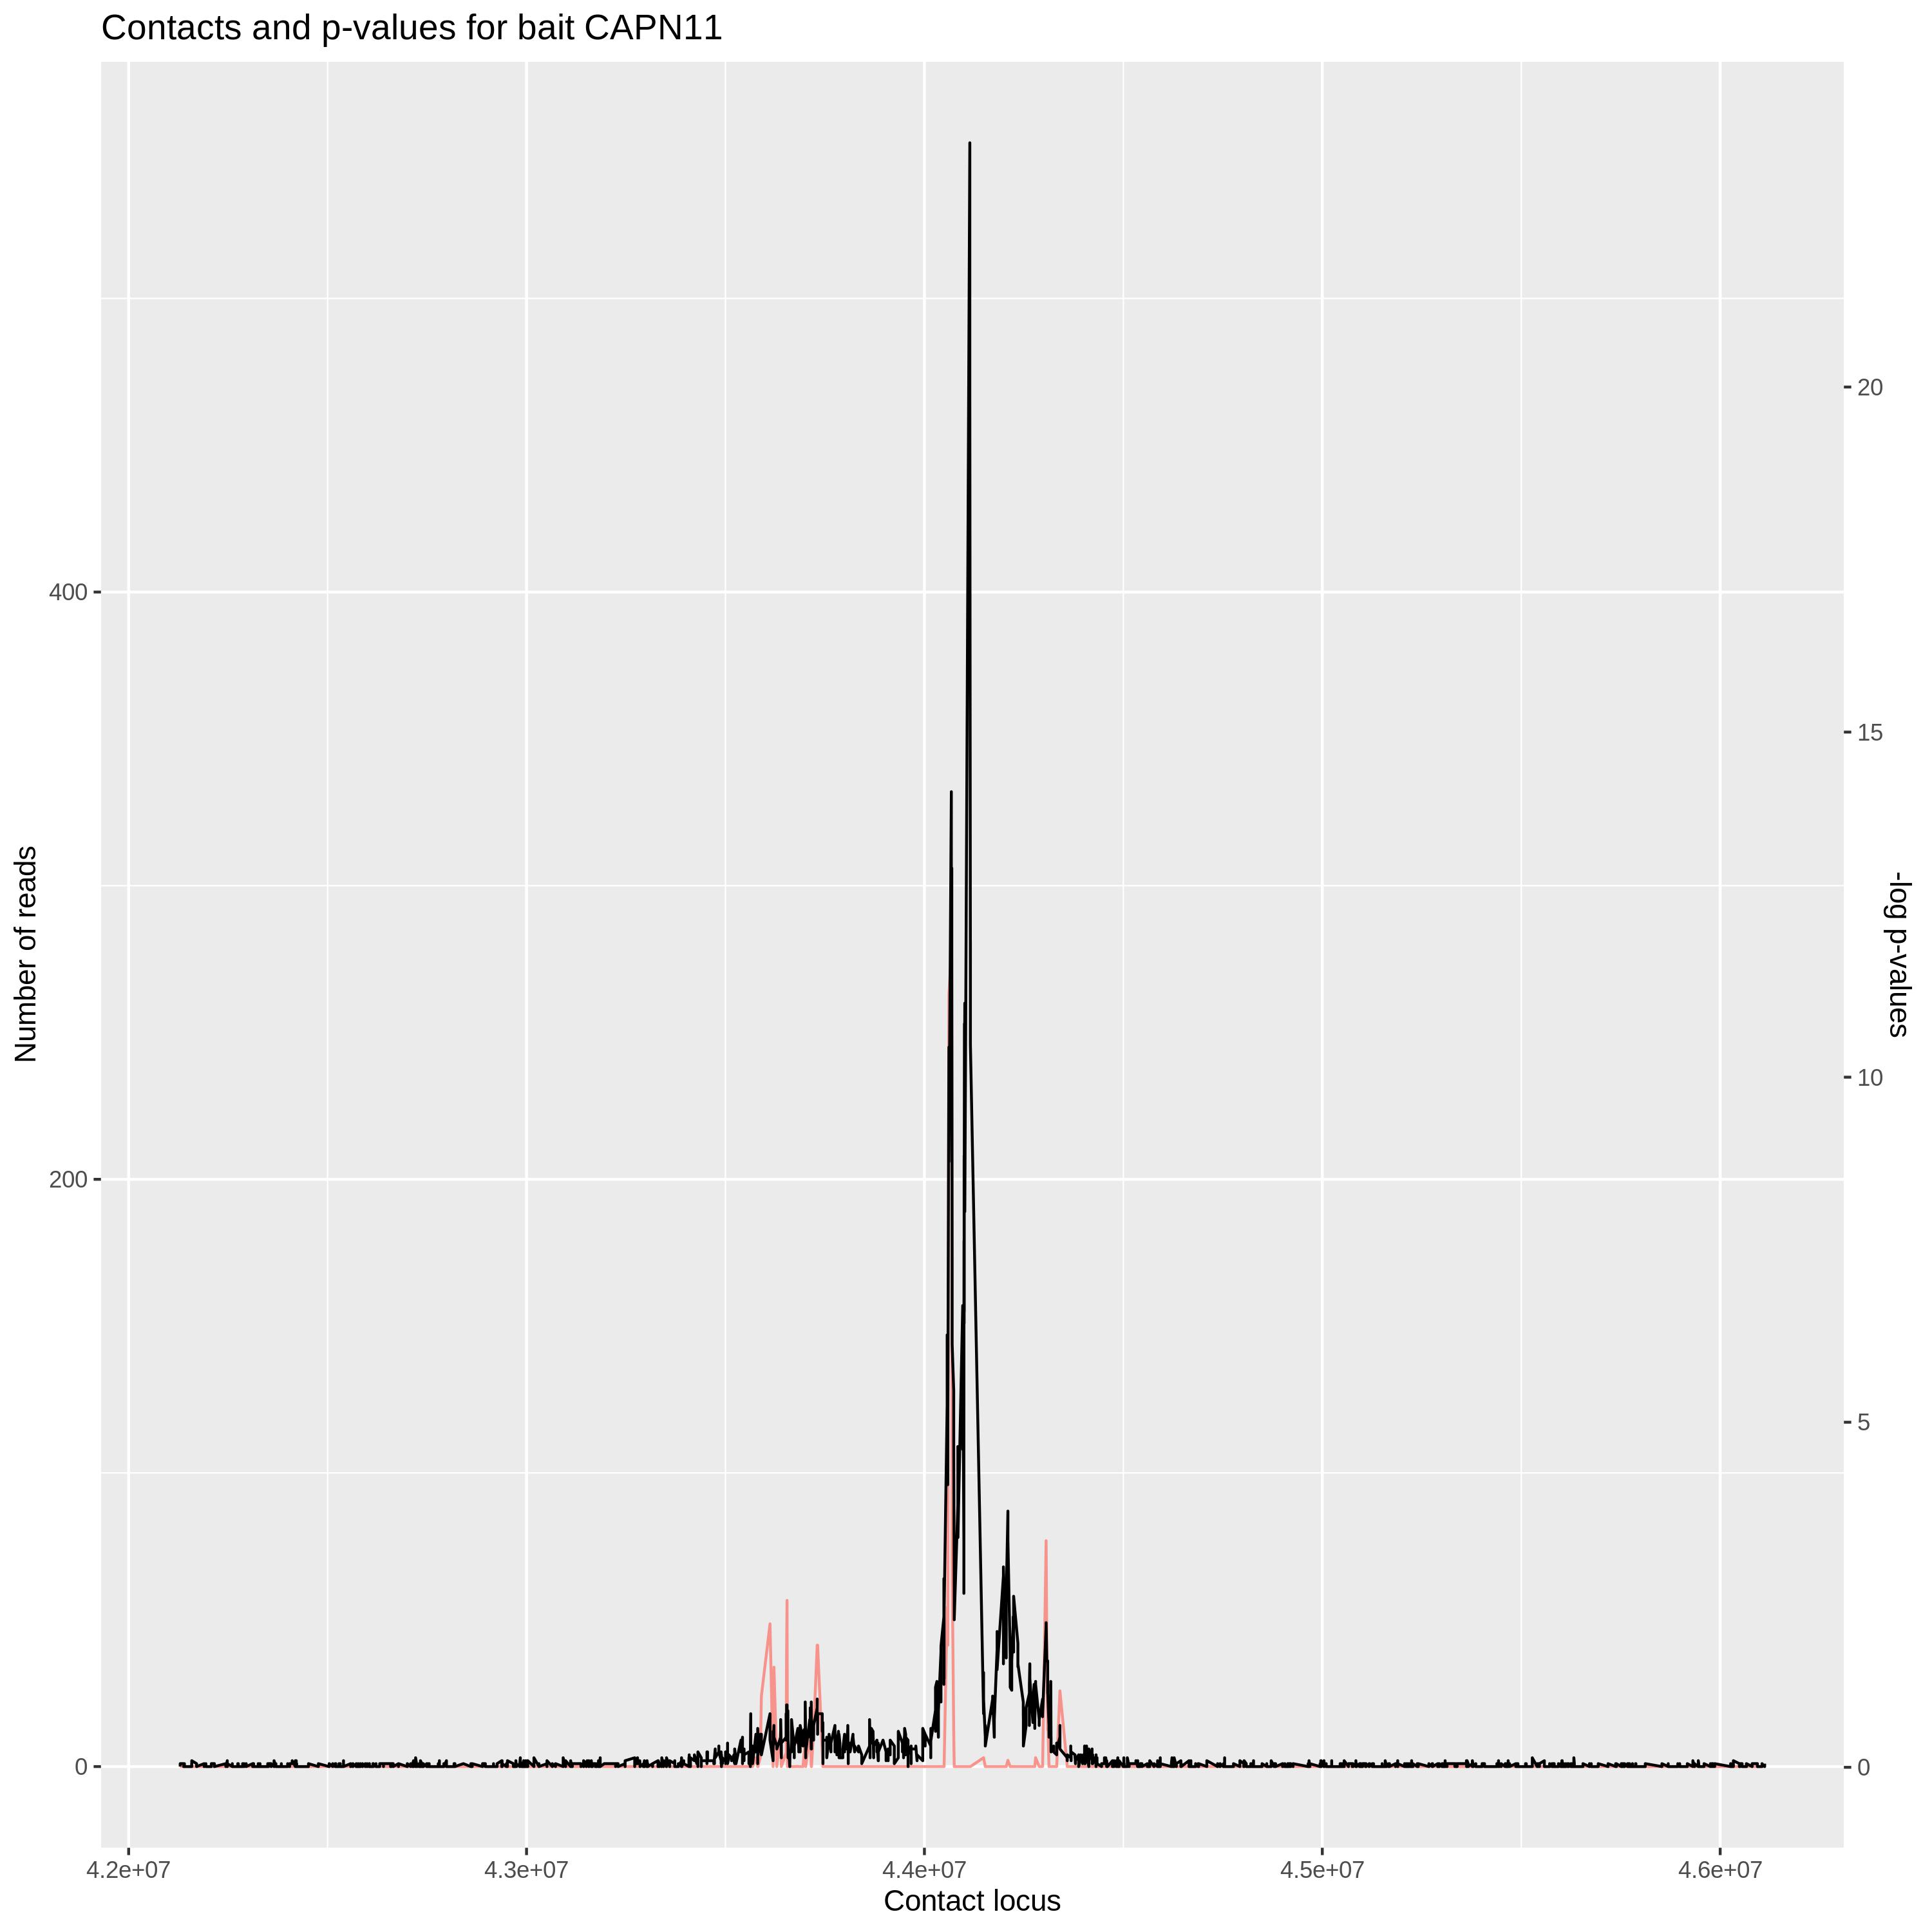 Contacts and p-values for bait CAPN11
Number of reads
400
200
0
20
15
10
5
0
-log p-values
4.2e+07
4.3e+07
4.4e+07
4.5e+07
4.6e+07
Contact locus